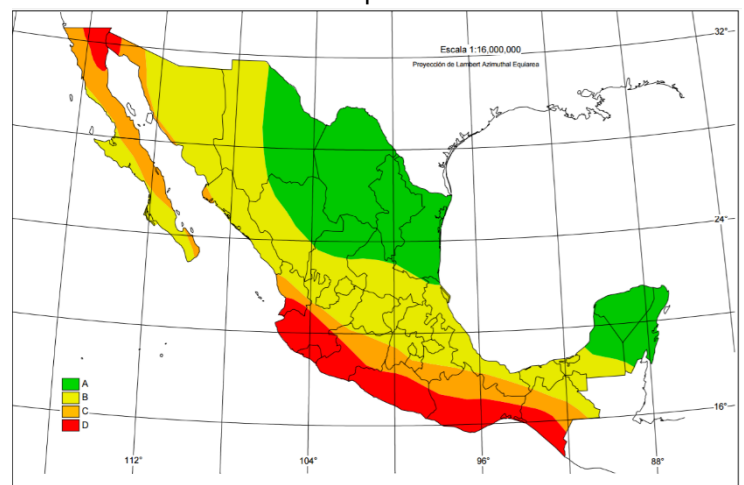 Escala 1:16,000,000
Proyección de Lambert Azimuthal Equiarea
32°
24°
16°
A
B
C
D
112°
104°
96°
88°